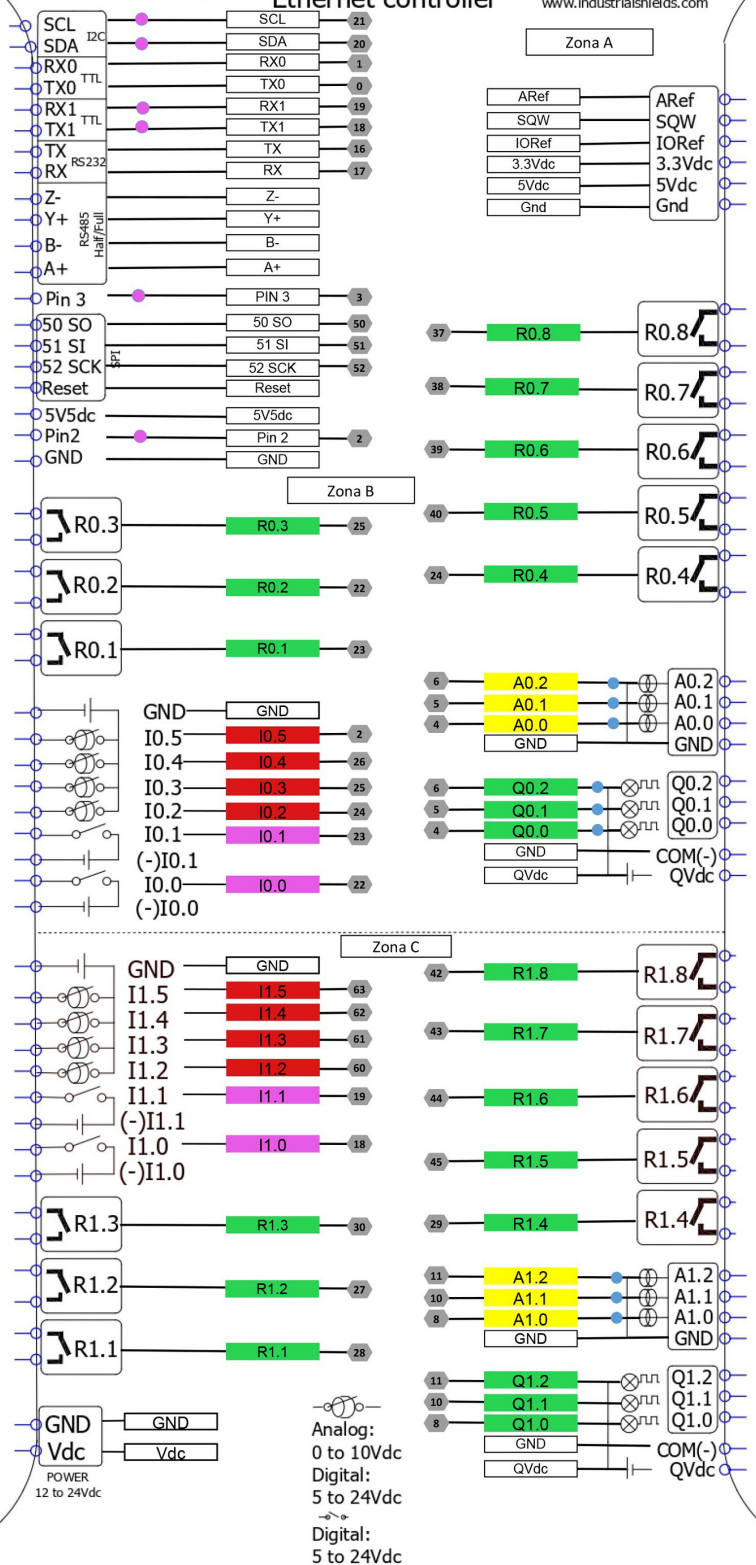 Ethernet controller
www.industrialshields.com
SCL SCL 21
I2C
SDA SDA 20
RX0 RX0 1
TTL
TX0 TX0 0
RX1 RX1 19
TTL
TX1 TX1 18
TX TX 16
RS232
RX RX 17
Z- Z-
Y+ Y+
RS485
Half/Full
B- B-
A+ A+
Pin 3 PIN 3 3
50 SO 50 SO 50
51 SI 51 SI 51
SPI
52 SCK 52 SCK 52
Reset Reset
5V5dc 5V5dc
Pin2 Pin 2 2
GND GND
Zona A
ARef ARef
SQW SQW
IORef IORef
3.3Vdc 3.3Vdc
5Vdc 5Vdc
Gnd Gnd
37 R0.8 R0.8
38 R0.7 R0.7
39 R0.6 R0.6
40 R0.5 R0.5
24 R0.4 R0.4
Zona B
R0.3 R0.3 25
R0.2 R0.2 22
R0.1 R0.1 23
GND GND
I0.5 I0.5 2
I0.4 I0.4 26
I0.3 I0.3 25
I0.2 I0.2 24
I0.1 I0.1 23
(-)I0.1
I0.0 I0.0 22
(-)I0.0
6 A0.2 A0.2
5 A0.1 A0.1
4 A0.0 A0.0
GND GND
6 Q0.2 Q0.2
5 Q0.1 Q0.1
4 Q0.0 Q0.0
GND COM(-)
QVdc QVdc
Zona C
GND GND
I1.5 I1.5 63
I1.4 I1.4 62
I1.3 I1.3 61
I1.2 I1.2 60
I1.1 I1.1 19
(-)I1.1
I1.0 I1.0 18
(-)I1.0
R1.3 R1.3 30
R1.2 R1.2 27
R1.1 R1.1 28
GND GND
Vdc Vdc
POWER
12 to 24Vdc
42 R1.8 R1.8
43 R1.7 R1.7
44 R1.6 R1.6
45 R1.5 R1.5
29 R1.4 R1.4
11 A1.2 A1.2
10 A1.1 A1.1
8 A1.0 A1.0
GND GND
11 Q1.2 Q1.2
10 Q1.1 Q1.1
8 Q1.0 Q1.0
GND COM(-)
QVdc QVdc
Analog:
0 to 10Vdc
Digital:
5 to 24Vdc
Digital:
5 to 24Vdc